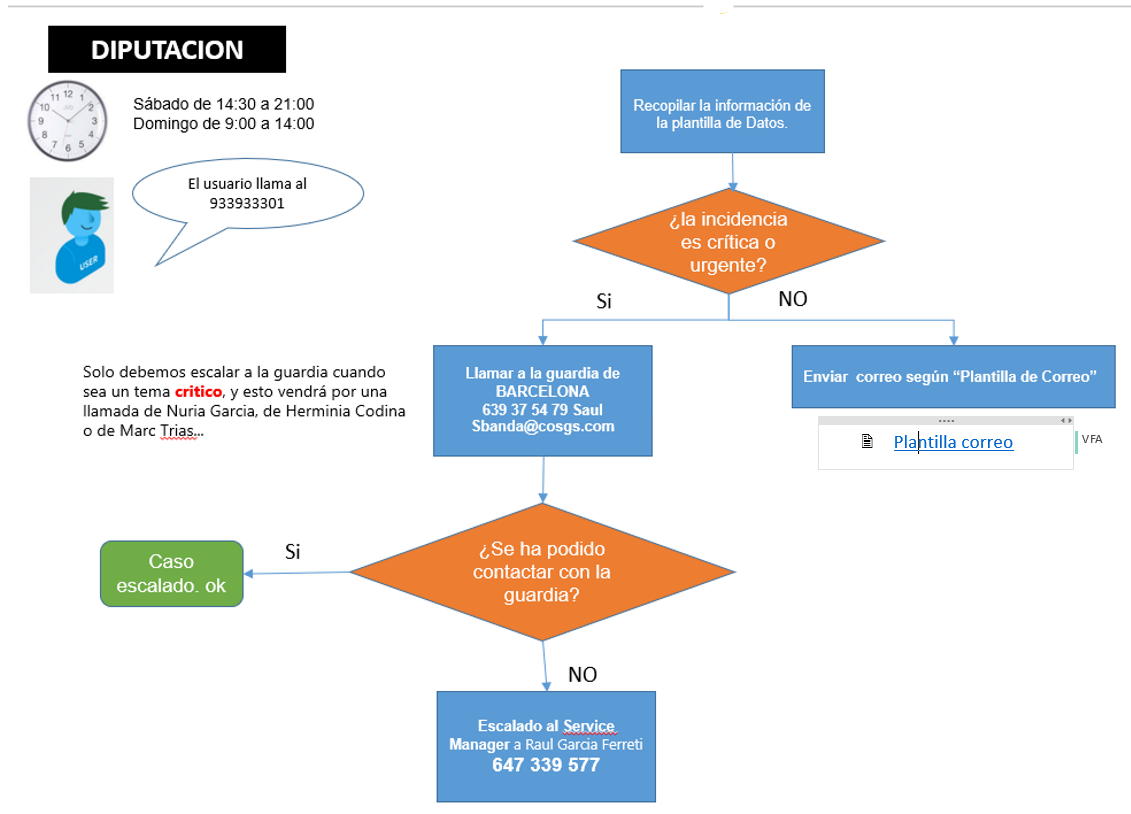 DIPUTACION
Sábado de 14:30 a 21:00
Domingo de 9:00 a 14:00
El usuario llama al
933933301
USER
Recopilar la información de
la plantilla de Datos.
¿la incidencia
es crítica o
urgente?
Si
NO
Llamar a la guardia de
BARCELONA
639 37 54 79 Saul
Sbanda@cosgs.com
Enviar correo según “Plantilla de Correo”
Plantilla correo
VFA
Solo debemos escalar a la guardia cuando
sea un tema critico, y esto vendrá por una
llamada de Nuria Garcia, de Herminia Codina
o de Marc Trias...
¿Se ha podido
contactar con la
guardia?
Si
Caso
escalado. ok
NO
Escalado al Service
Manager a Raul Garcia Ferreti
647 339 577